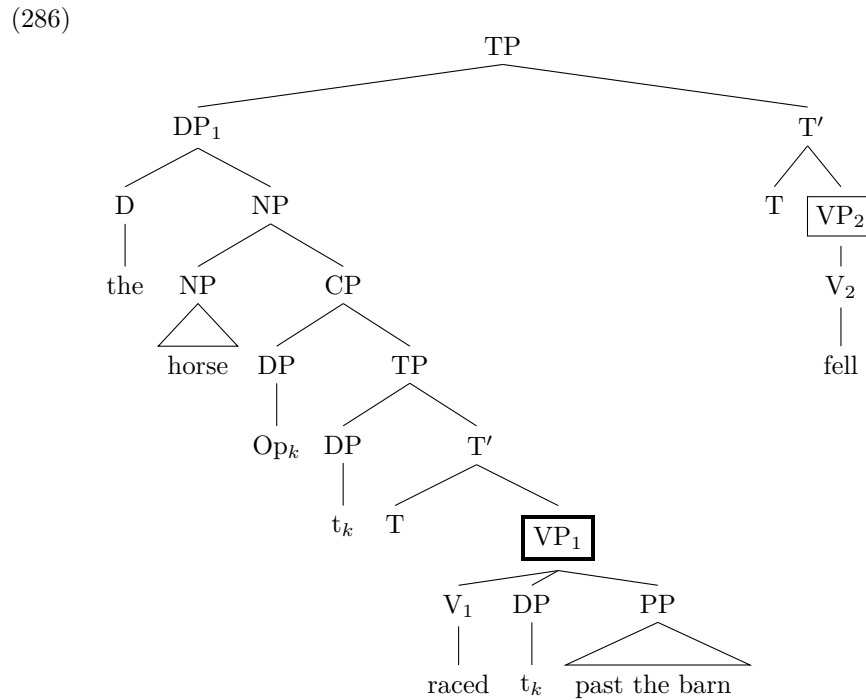 (286)
TP
DP₁ T′
D NP T VP₂
the NP CP V₂
horse DP TP fell
Opₖ DP T′
tₖ T VP₁
V₁ DP PP
raced tₖ past the barn